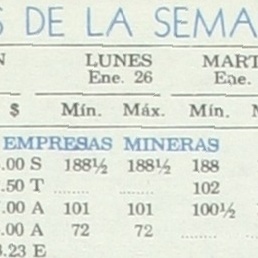 S DE LA SEMA
N LUNES MART
Ene. 26 Ene.
$ Mín. Máx. Mín.
EMPRESAS MINERAS
.00 S 188½ 188½ 188
.50 T ........ ........ 102
.00 A 101 101 100½
.00 A 72 72 ........
3.23 E